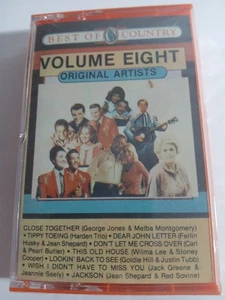 BEST OF COUNTRY
VOLUME EIGHT
ORIGINAL ARTISTS
CLOSE TOGETHER (George Jones & Melba Montgomery)
• TIPPY TOEING (Harden Trio) • DEAR JOHN LETTER (Ferlin
Husky & Jean Shepard) • DON'T LET ME CROSS OVER (Carl
& Pearl Butler) • THIS OLD HOUSE (Wilma Lee & Stoney
Cooper) • LOOKIN' BACK TO SEE (Goldie Hill & Justin Tubb)
• WISH I DIDN'T HAVE TO MISS YOU (Jack Greene &
Jeannie Seely) • JACKSON (Jean Shepard & Red Sovine)